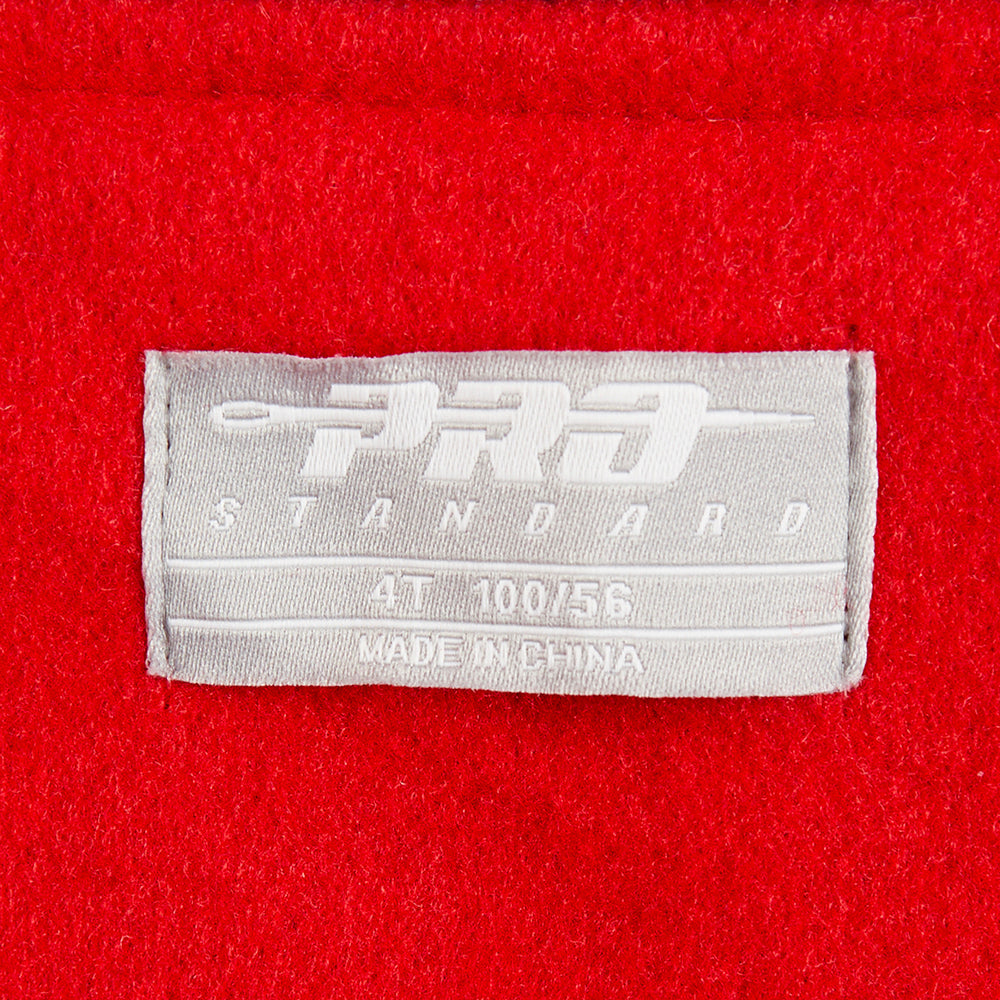 PRO
STANDARD
4T 100/56
MADE IN CHINA